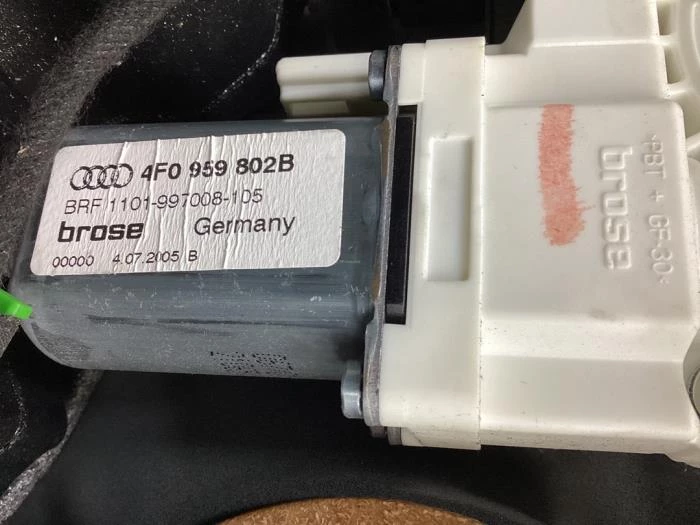 4F0 959 802B
BRF 1101-997008-105
brose Germany
00000 4.07.2005 B
brose
>PBT + GF-30<